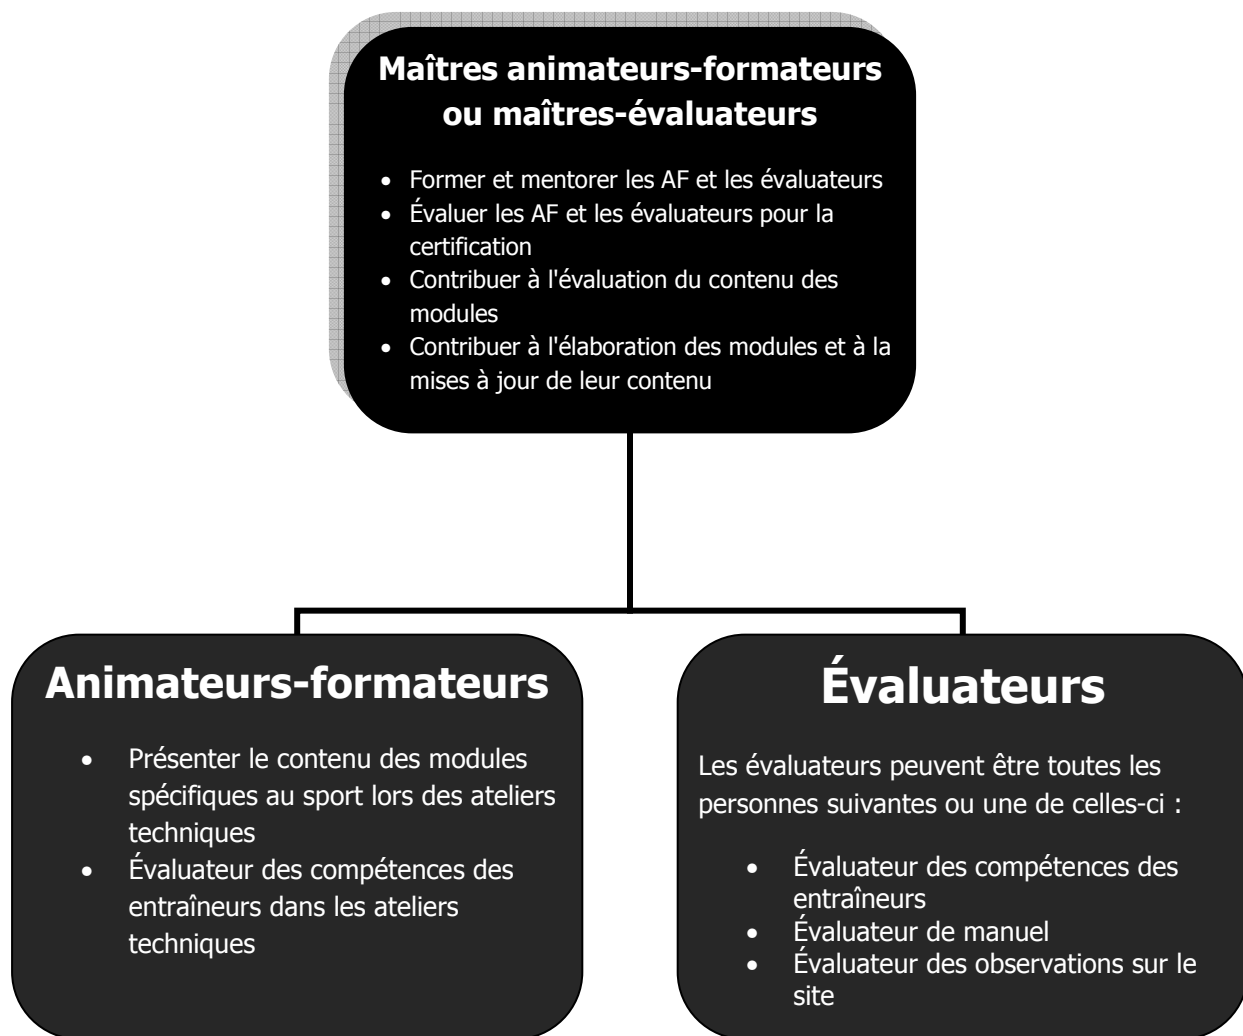 Maîtres animateurs-formateurs
ou maîtres-évaluateurs
• Former et mentorer les AF et les évaluateurs
• Évaluer les AF et les évaluateurs pour la
certification
• Contribuer à l'évaluation du contenu des
modules
• Contribuer à l'élaboration des modules et à la
mises à jour de leur contenu
Animateurs-formateurs
• Présenter le contenu des modules
spécifiques au sport lors des ateliers
techniques
• Évaluateur des compétences des
entraîneurs dans les ateliers
techniques
Évaluateurs
Les évaluateurs peuvent être toutes les
personnes suivantes ou une de celles-ci :
• Évaluateur des compétences des
entraîneurs
• Évaluateur de manuel
• Évaluateur des observations sur le
site